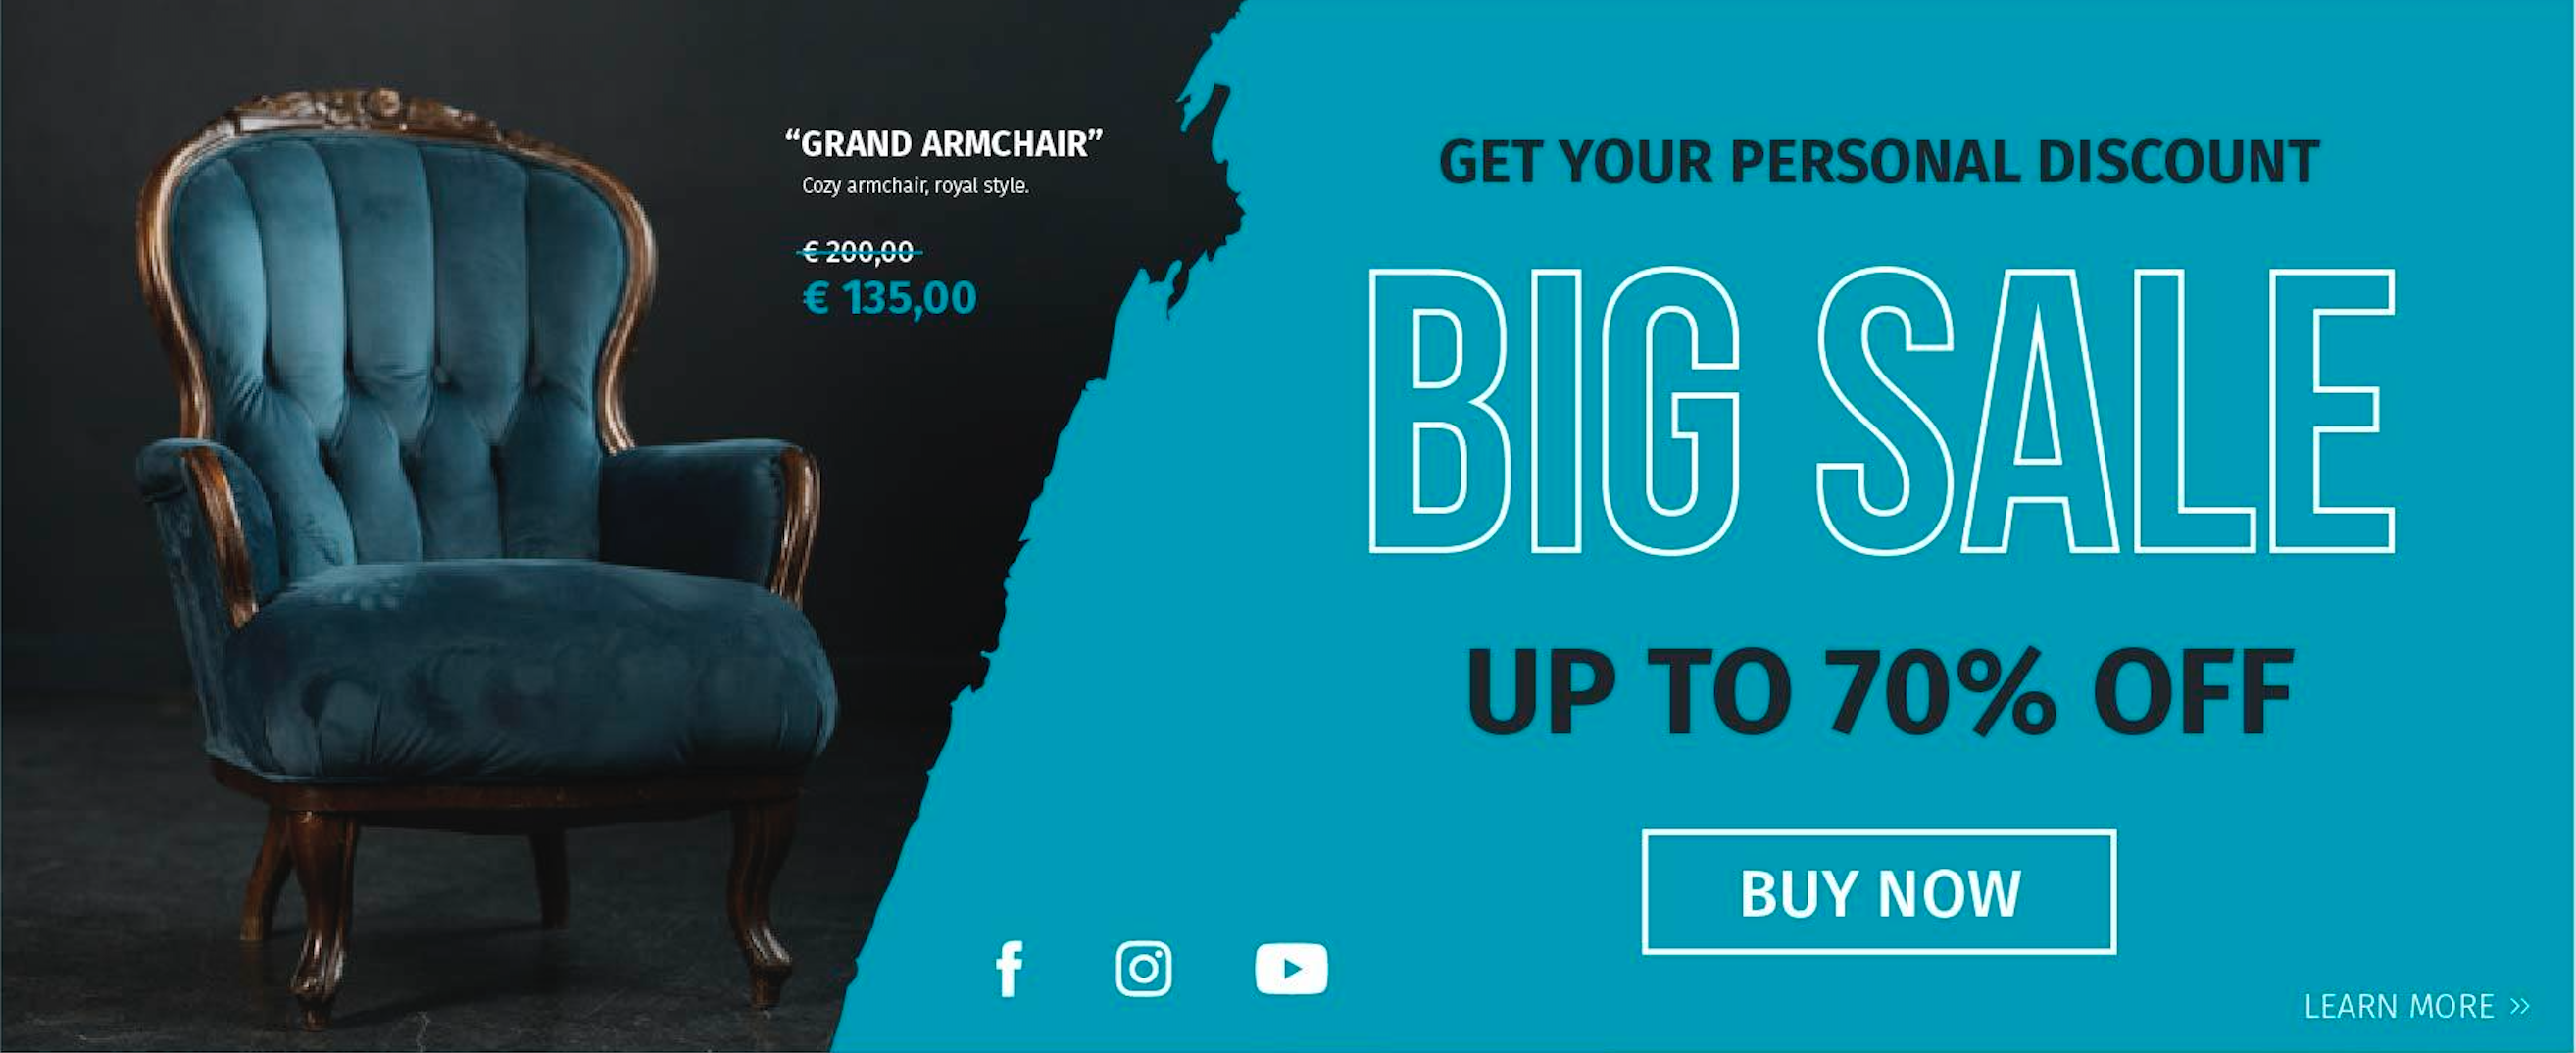 “GRAND ARMCHAIR”
Cozy armchair, royal style.
€ 200,00
€ 135,00
GET YOUR PERSONAL DISCOUNT
BIG SALE
UP TO 70% OFF
BUY NOW
LEARN MORE »